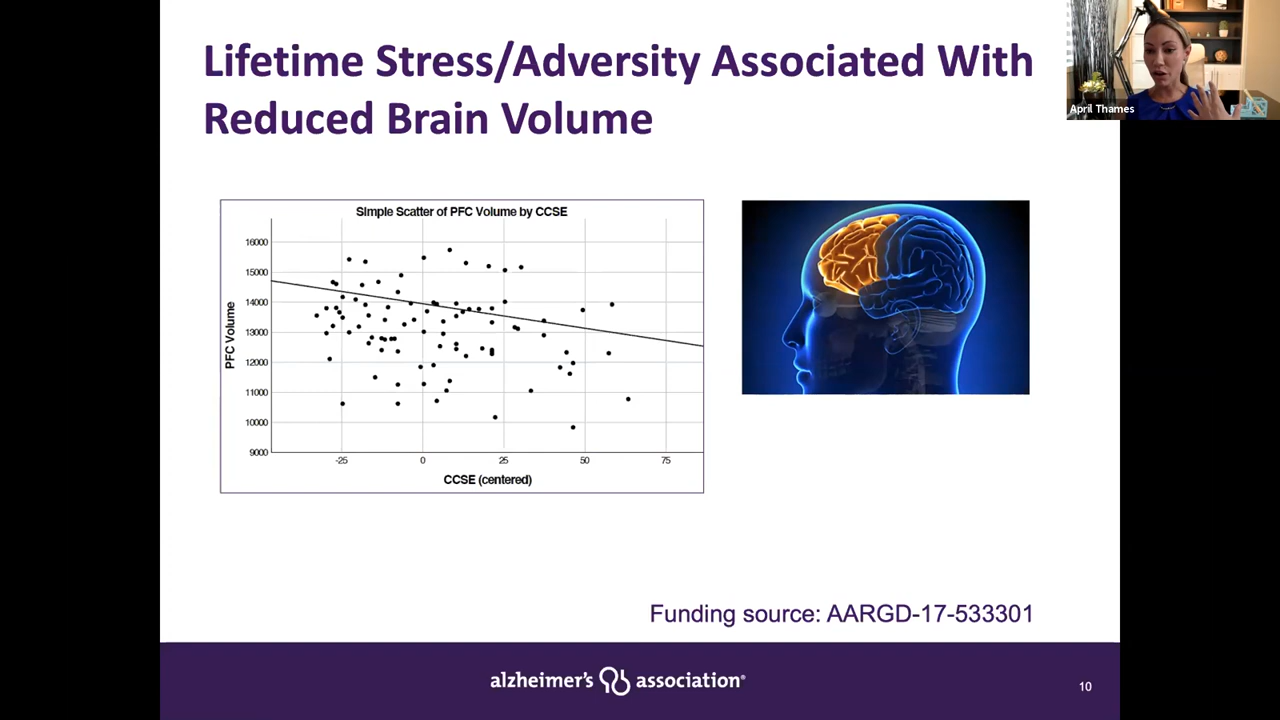 Lifetime Stress/Adversity Associated With
Reduced Brain Volume
April Thames
Simple Scatter of PFC Volume by CCSE
PFC Volume
16000
15000
14000
13000
12000
11000
10000
9000
-25
0
25
50
75
CCSE (centered)
Funding source: AARGD-17-533301
alzheimer's association®
10